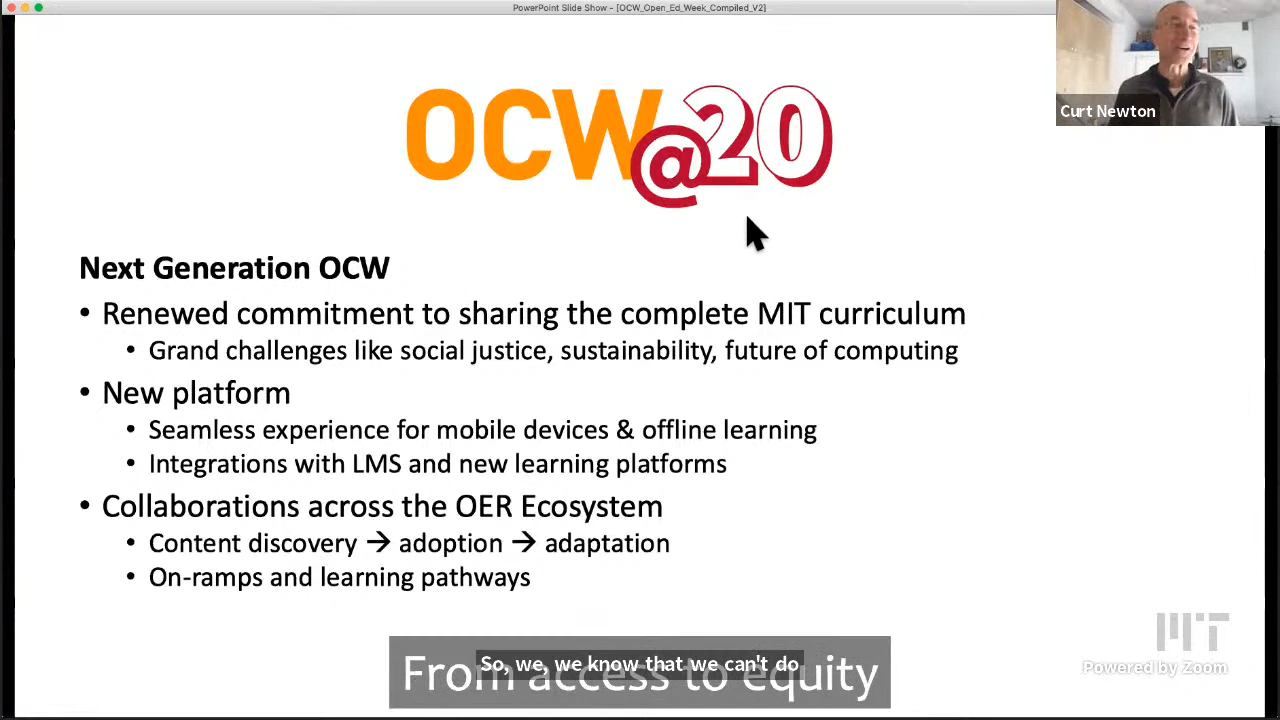 PowerPoint Slide Show - [OCW_Open_Ed_Week_Compiled_V2]
OCW@20
Curt Newton
Next Generation OCW
• Renewed commitment to sharing the complete MIT curriculum
• Grand challenges like social justice, sustainability, future of computing
• New platform
• Seamless experience for mobile devices & offline learning
• Integrations with LMS and new learning platforms
• Collaborations across the OER Ecosystem
• Content discovery → adoption → adaptation
• On-ramps and learning pathways
MIT
Powered by Zoom
So, we, we know that we can't do
From access to equity